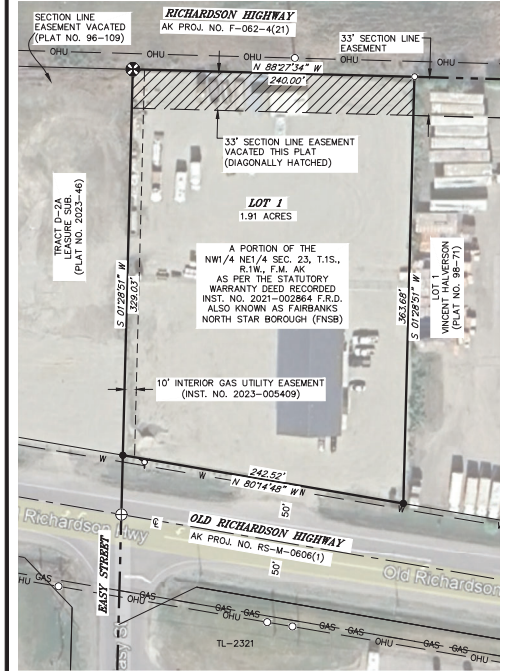 RICHARDSON HIGHWAY
AK PROJ. NO. F-062-4(21)
SECTION LINE
EASEMENT VACATED
(PLAT NO. 96-109)
33' SECTION LINE
EASEMENT
OHU
OHU
OHU
OHU
OHU
N 88°27'34" W
240.00'
33' SECTION LINE EASEMENT
VACATED THIS PLAT
(DIAGONALLY HATCHED)
LOT 1
1.91 ACRES
TRACT D-2A
LEASURE SUB.
(PLAT NO. 2023-46)
S 01°28'51" W
329.03'
A PORTION OF THE
NW1/4 NE1/4 SEC. 23, T.1S.,
R.1W., F.M. AK
AS PER THE STATUTORY
WARRANTY DEED RECORDED
INST. NO. 2021-002864 F.R.D.
ALSO KNOWN AS FAIRBANKS
NORTH STAR BOROUGH (FNSB)
363.68'
S 01°28'51" W
LOT 1
VINCENT HALVERSON
(PLAT NO. 98-71)
10' INTERIOR GAS UTILITY EASEMENT
(INST. NO. 2023-005409)
W
W
W
W
242.52'
N 80°14'48" W
50'
Richardson Hwy
OLD RICHARDSON HIGHWAY
AK PROJ. NO. RS-M-0606(1)
50'
Old Richardson
EASY STREET
Easy S
OHU
GAS
GAS
OHU
GAS
OHU
GAS
GAS
OHU
GAS
GAS
OHU
TL-2321